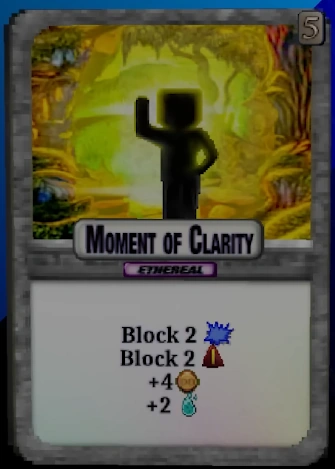 5
MOMENT OF CLARITY
ETHEREAL
Block 2
Block 2
+4
+2